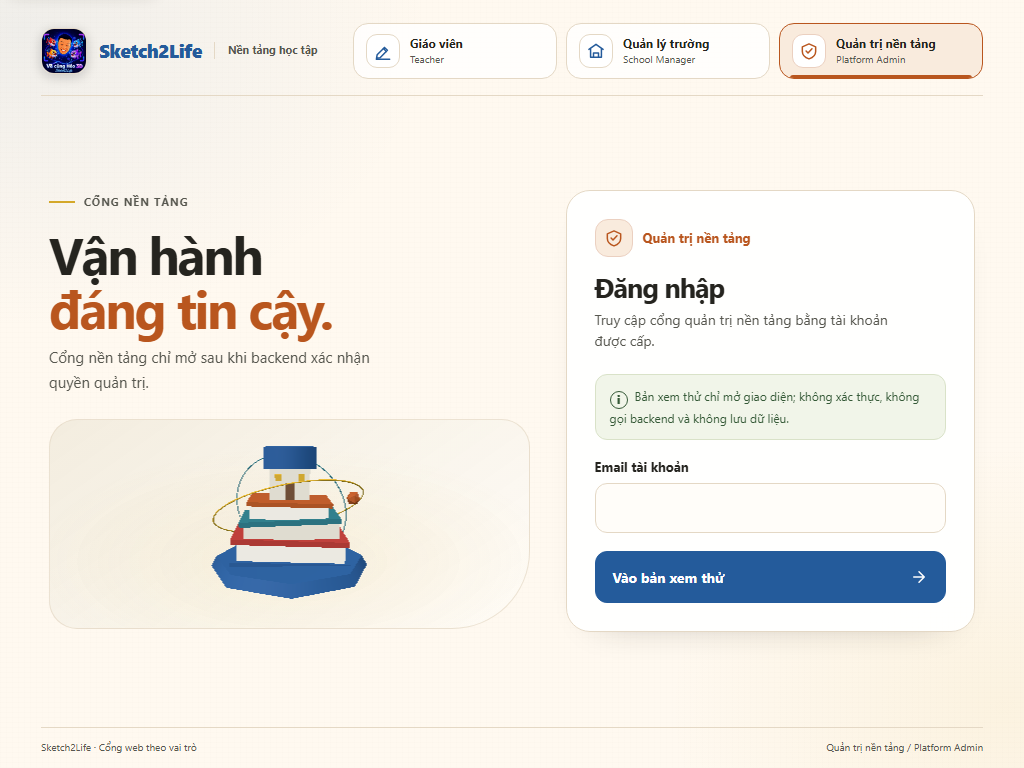 Sketch2Life
Nền tảng học tập
Giáo viên
Teacher
Quản lý trường
School Manager
Quản trị nền tảng
Platform Admin
CỔNG NỀN TẢNG
Vận hành
đáng tin cậy.
Cổng nền tảng chỉ mở sau khi backend xác nhận
quyền quản trị.
Quản trị nền tảng
Đăng nhập
Truy cập cổng quản trị nền tảng bằng tài khoản
được cấp.
Bản xem thử chỉ mở giao diện; không xác thực, không
gọi backend và không lưu dữ liệu.
Email tài khoản
Vào bản xem thử
Sketch2Life · Cổng web theo vai trò
Quản trị nền tảng / Platform Admin